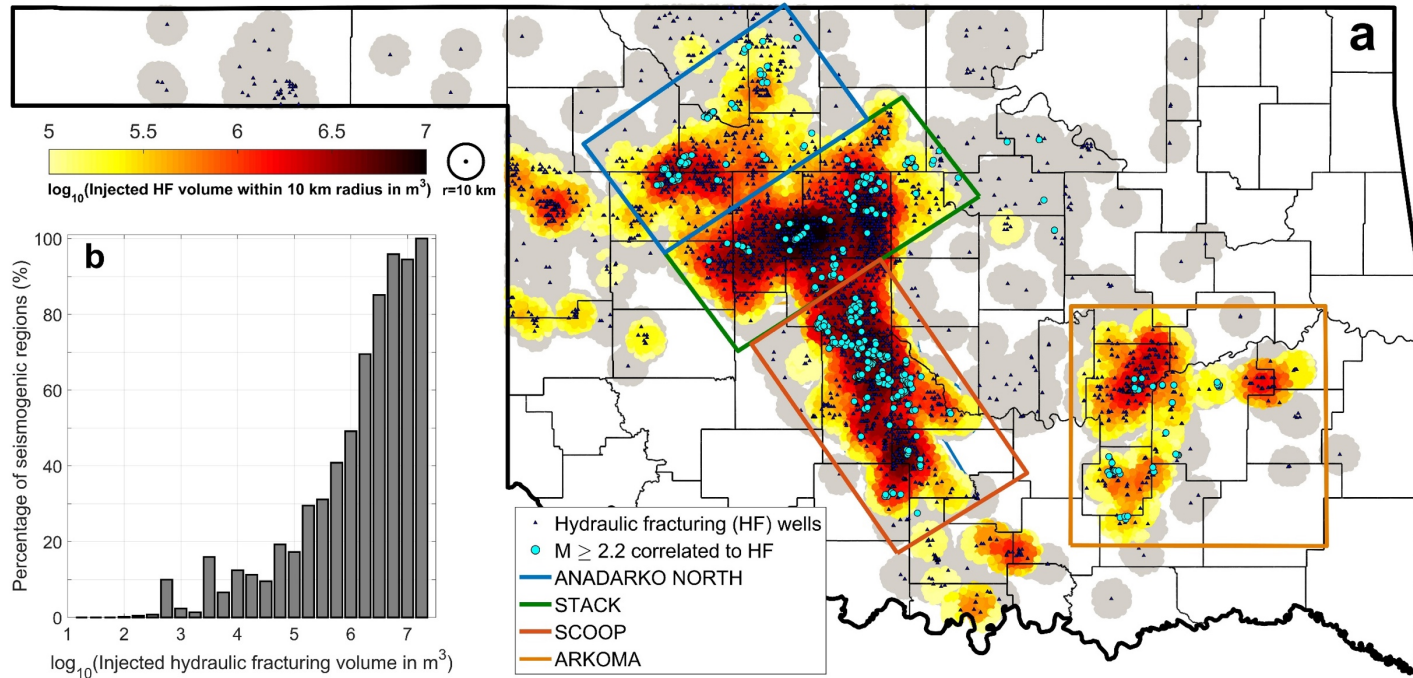 a
5 5.5 6 6.5 7
log10(Injected HF volume within 10 km radius in m3)
r=10 km
b
Percentage of seismogenic regions (%)
100
80
60
40
20
0
1 2 3 4 5 6 7
log10(Injected hydraulic fracturing volume in m3)
Hydraulic fracturing (HF) wells
M ≥ 2.2 correlated to HF
ANADARKO NORTH
STACK
SCOOP
ARKOMA